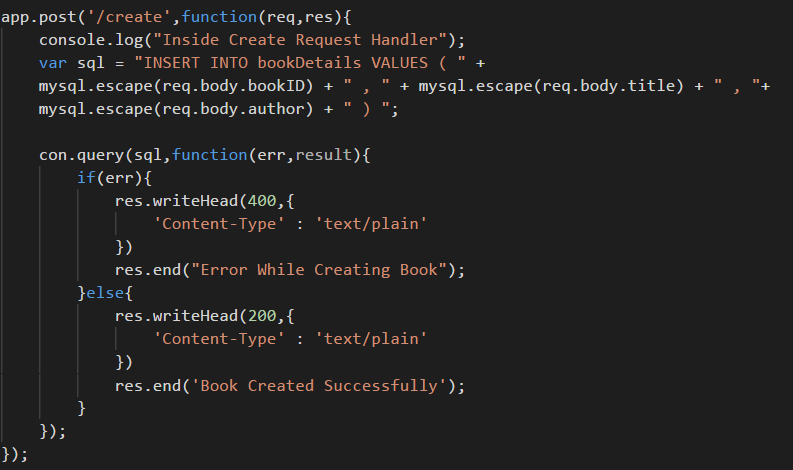 app.post('/create',function(req,res){
    console.log("Inside Create Request Handler");
    var sql = "INSERT INTO bookDetails VALUES ( " +
    mysql.escape(req.body.bookID) + " , " + mysql.escape(req.body.title) + " , "+
    mysql.escape(req.body.author) + " ) ";

    con.query(sql,function(err,result){
        if(err){
            res.writeHead(400,{
                'Content-Type' : 'text/plain'
            })
            res.end("Error While Creating Book");
        }else{
            res.writeHead(200,{
                'Content-Type' : 'text/plain'
            })
            res.end('Book Created Successfully');
        }
    });
});